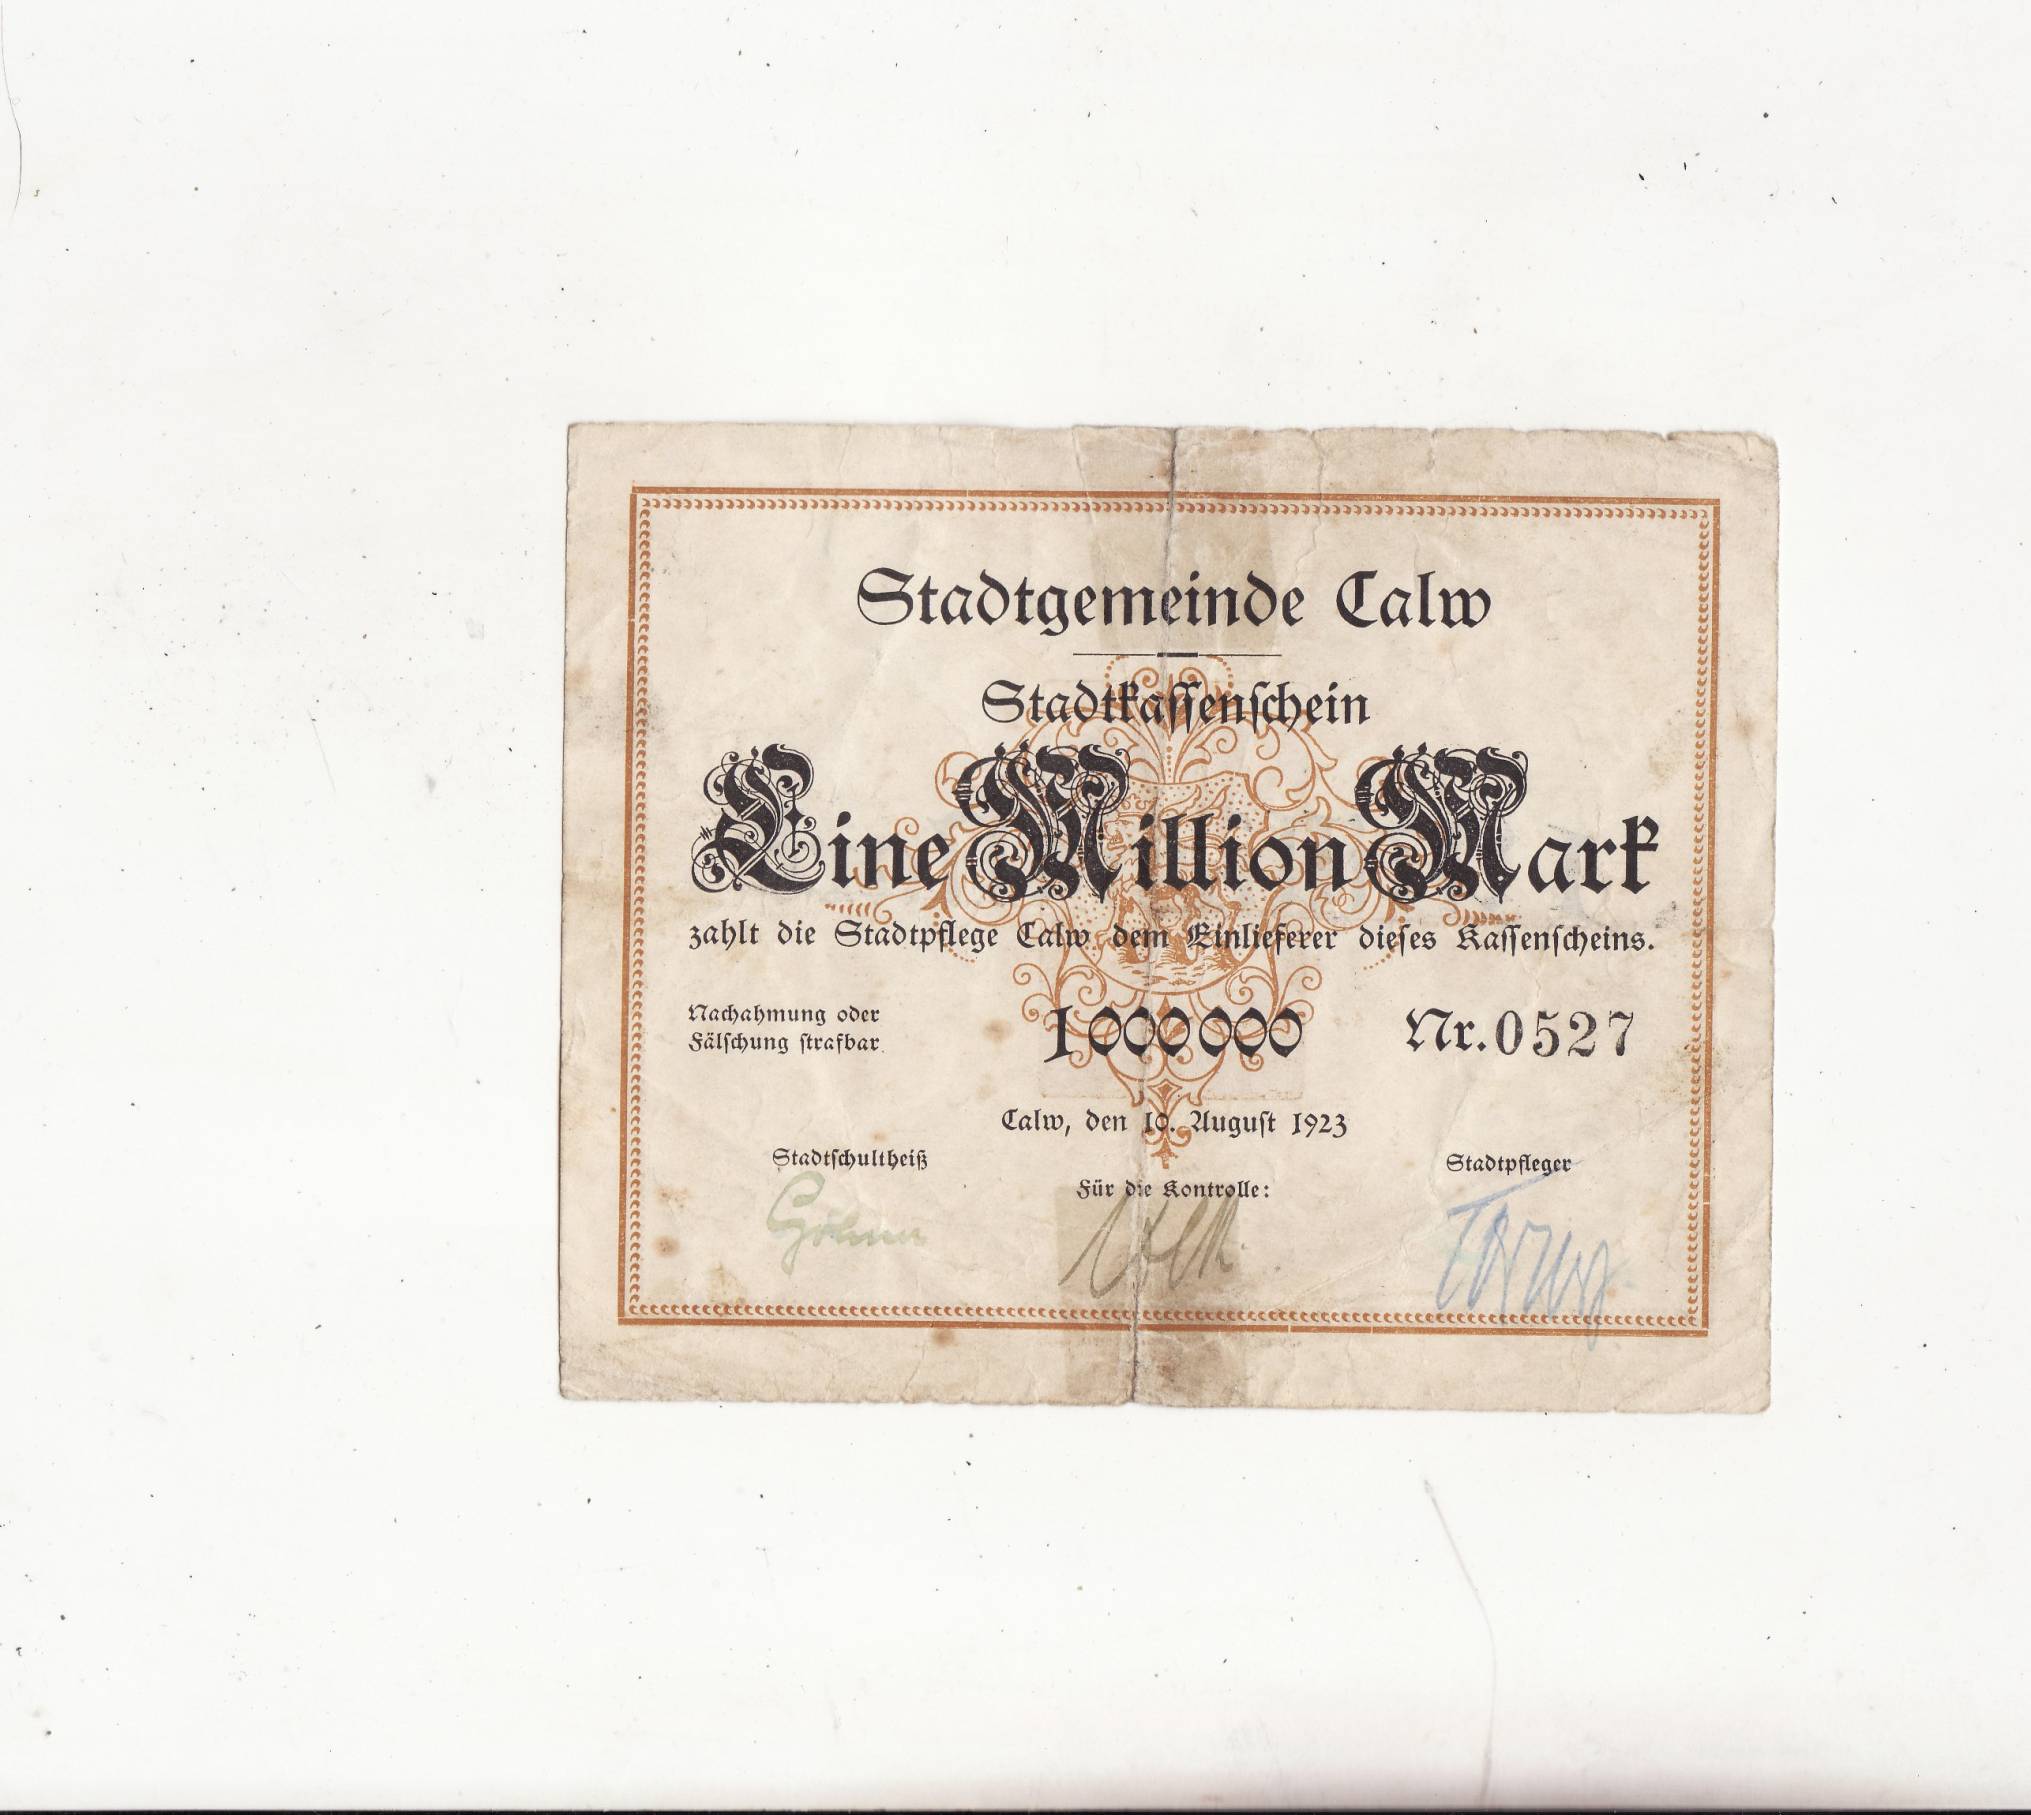 Stadtgemeinde Calw
Stadtkassenschein
Eine Million Mark
zahlt die Stadtpflege Calw dem Einlieferer dieses Kassenscheins.
Nachahmung oder
Fälschung strafbar
1000000
Nr. 0527
Calw, den 10. August 1923
Stadtschultheiß
Stadtpfleger
Für die Kontrolle: